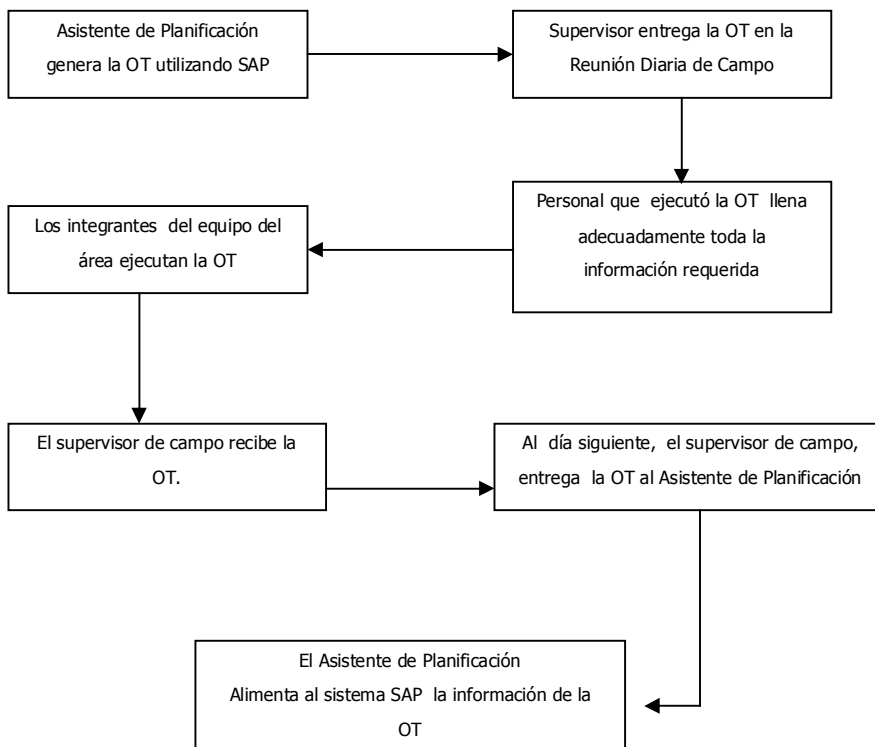 Asistente de Planificación
genera la OT utilizando SAP
Supervisor entrega la OT en la
Reunión Diaria de Campo
Personal que ejecutó la OT llena
adecuadamente toda la
información requerida
Los integrantes del equipo del
área ejecutan la OT
El supervisor de campo recibe la
OT.
Al día siguiente, el supervisor de campo,
entrega la OT al Asistente de Planificación
El Asistente de Planificación
Alimenta al sistema SAP la información de la
OT